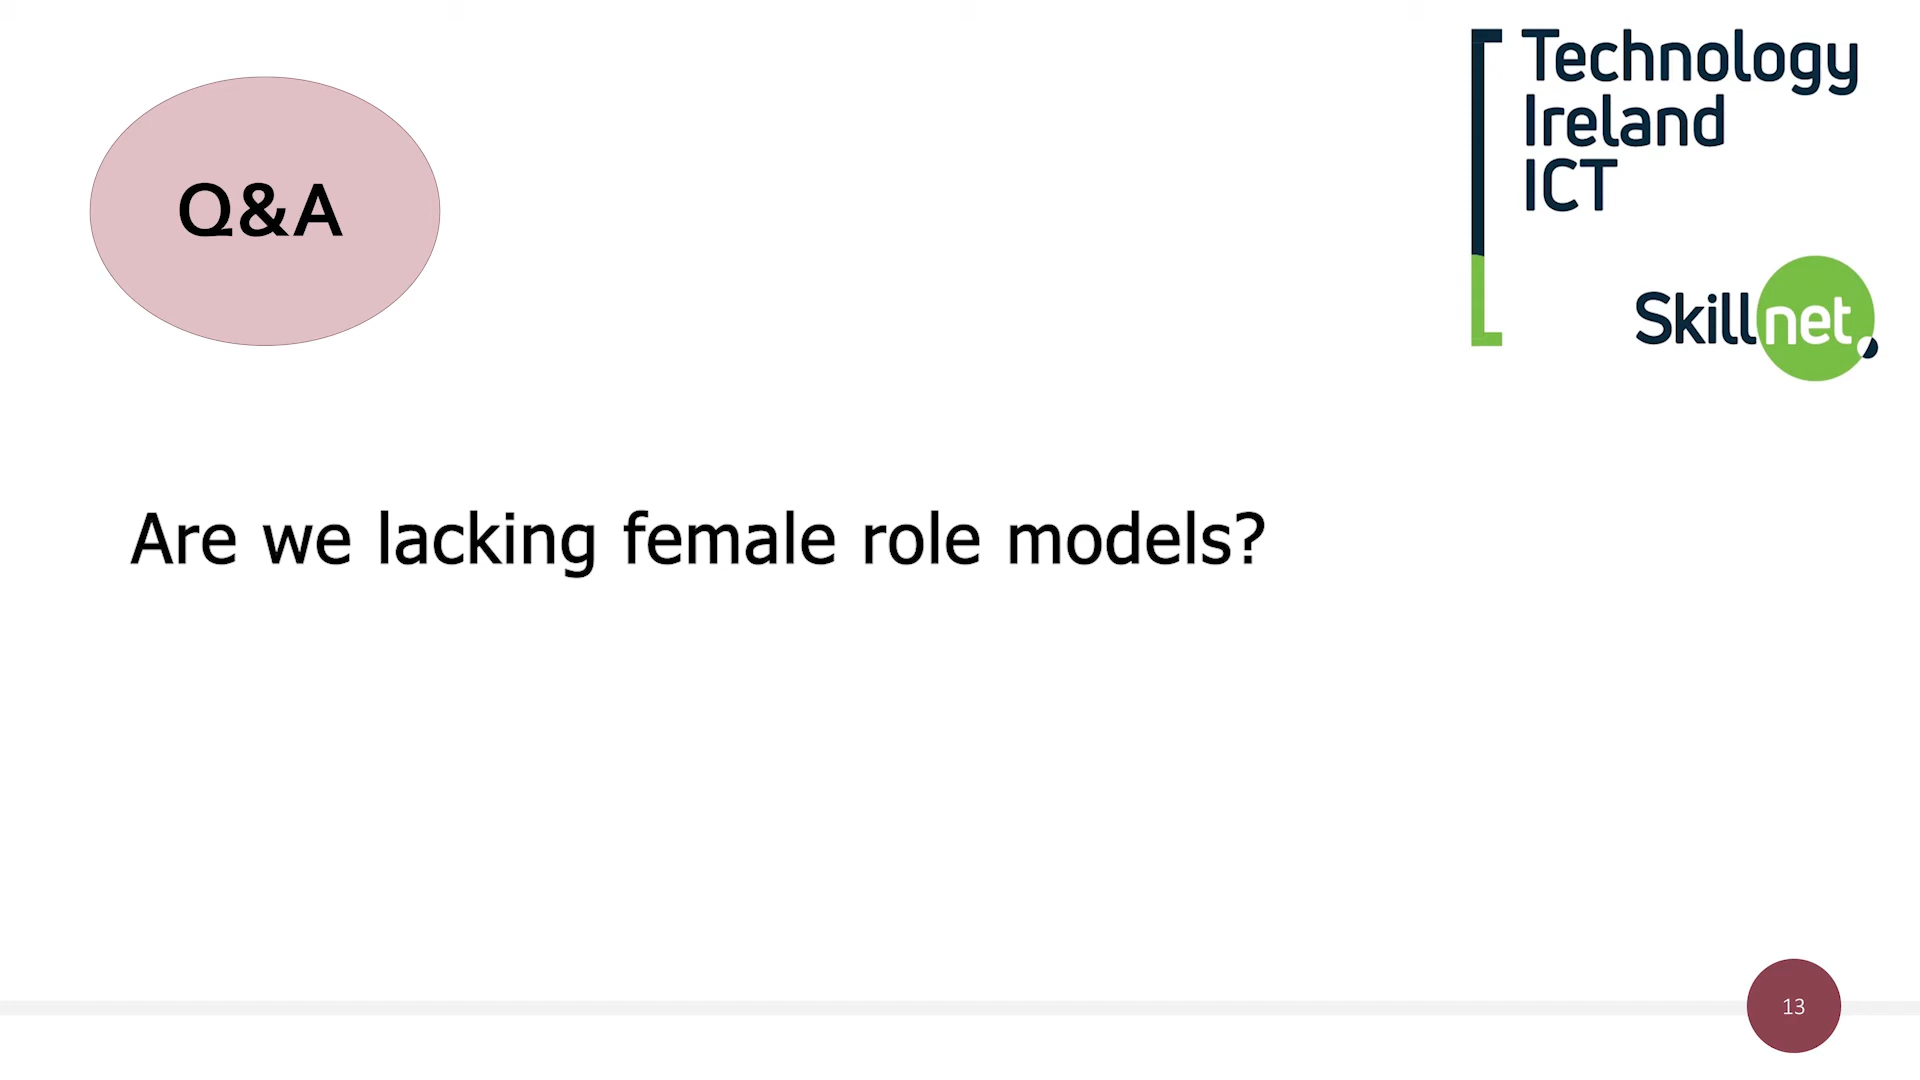 Q&A
Technology
Ireland
ICT
Skillnet
Are we lacking female role models?
13